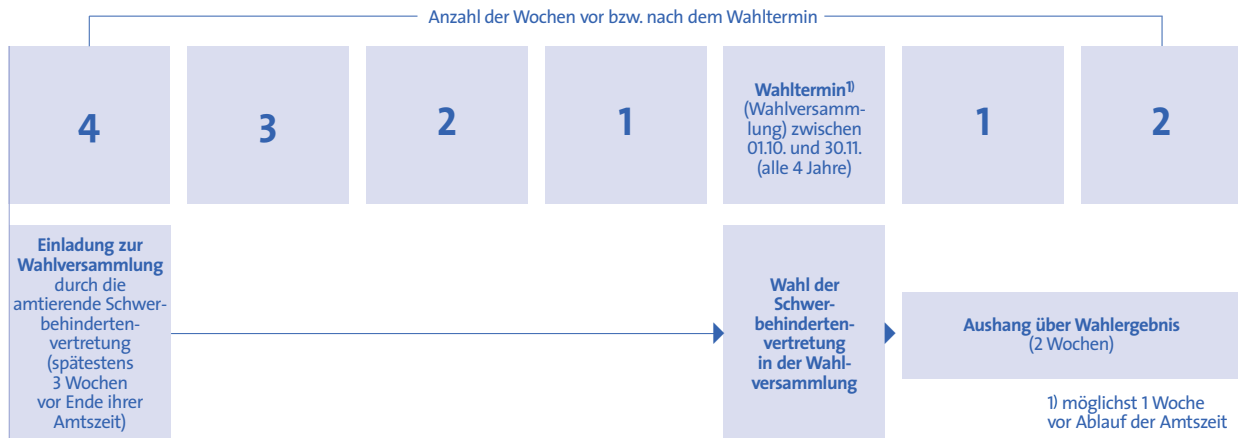 Anzahl der Wochen vor bzw. nach dem Wahltermin
4
3
2
1
Wahltermin1)
(Wahlversamm-
lung) zwischen
01.10. und 30.11.
(alle 4 Jahre)
1
2
Einladung zur
Wahlversammlung
durch die
amtierende Schwer-
behinderten-
vertretung
(spätestens
3 Wochen
vor Ende ihrer
Amtszeit)
Wahl der
Schwer-
behinderten-
vertretung
in der Wahl-
versammlung
Aushang über Wahlergebnis
(2 Wochen)
1) möglichst 1 Woche
vor Ablauf der Amtszeit